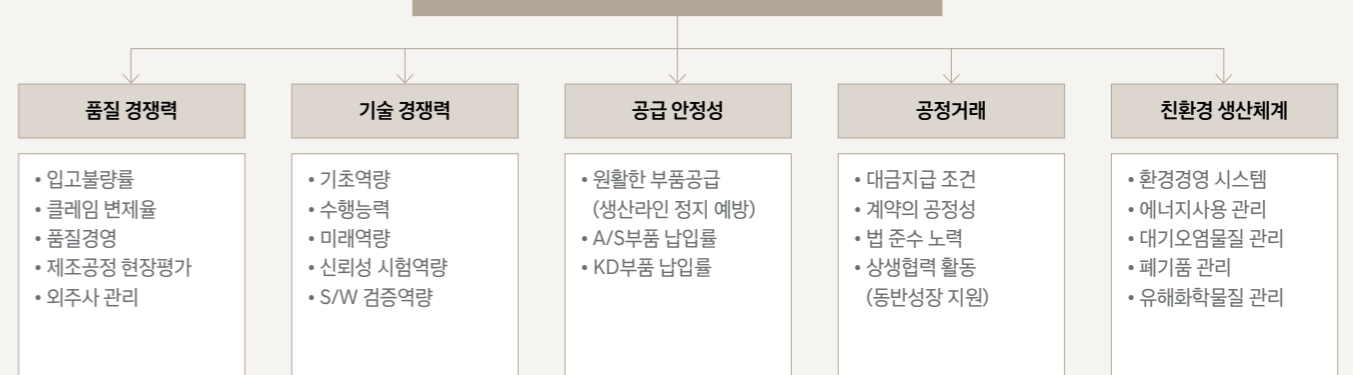 품질 경쟁력
• 입고불량률
• 클레임 변제율
• 품질경영
• 제조공정 현장평가
• 외주사 관리
기술 경쟁력
• 기초역량
• 수행능력
• 미래역량
• 신뢰성 시험역량
• S/W 검증역량
공급 안정성
• 원활한 부품공급
(생산라인 정지 예방)
• A/S부품 납입률
• KD부품 납입률
공정거래
• 대금지급 조건
• 계약의 공정성
• 법 준수 노력
• 상생협력 활동
(동반성장 지원)
친환경 생산체계
• 환경경영 시스템
• 에너지사용 관리
• 대기오염물질 관리
• 폐기품 관리
• 유해화학물질 관리